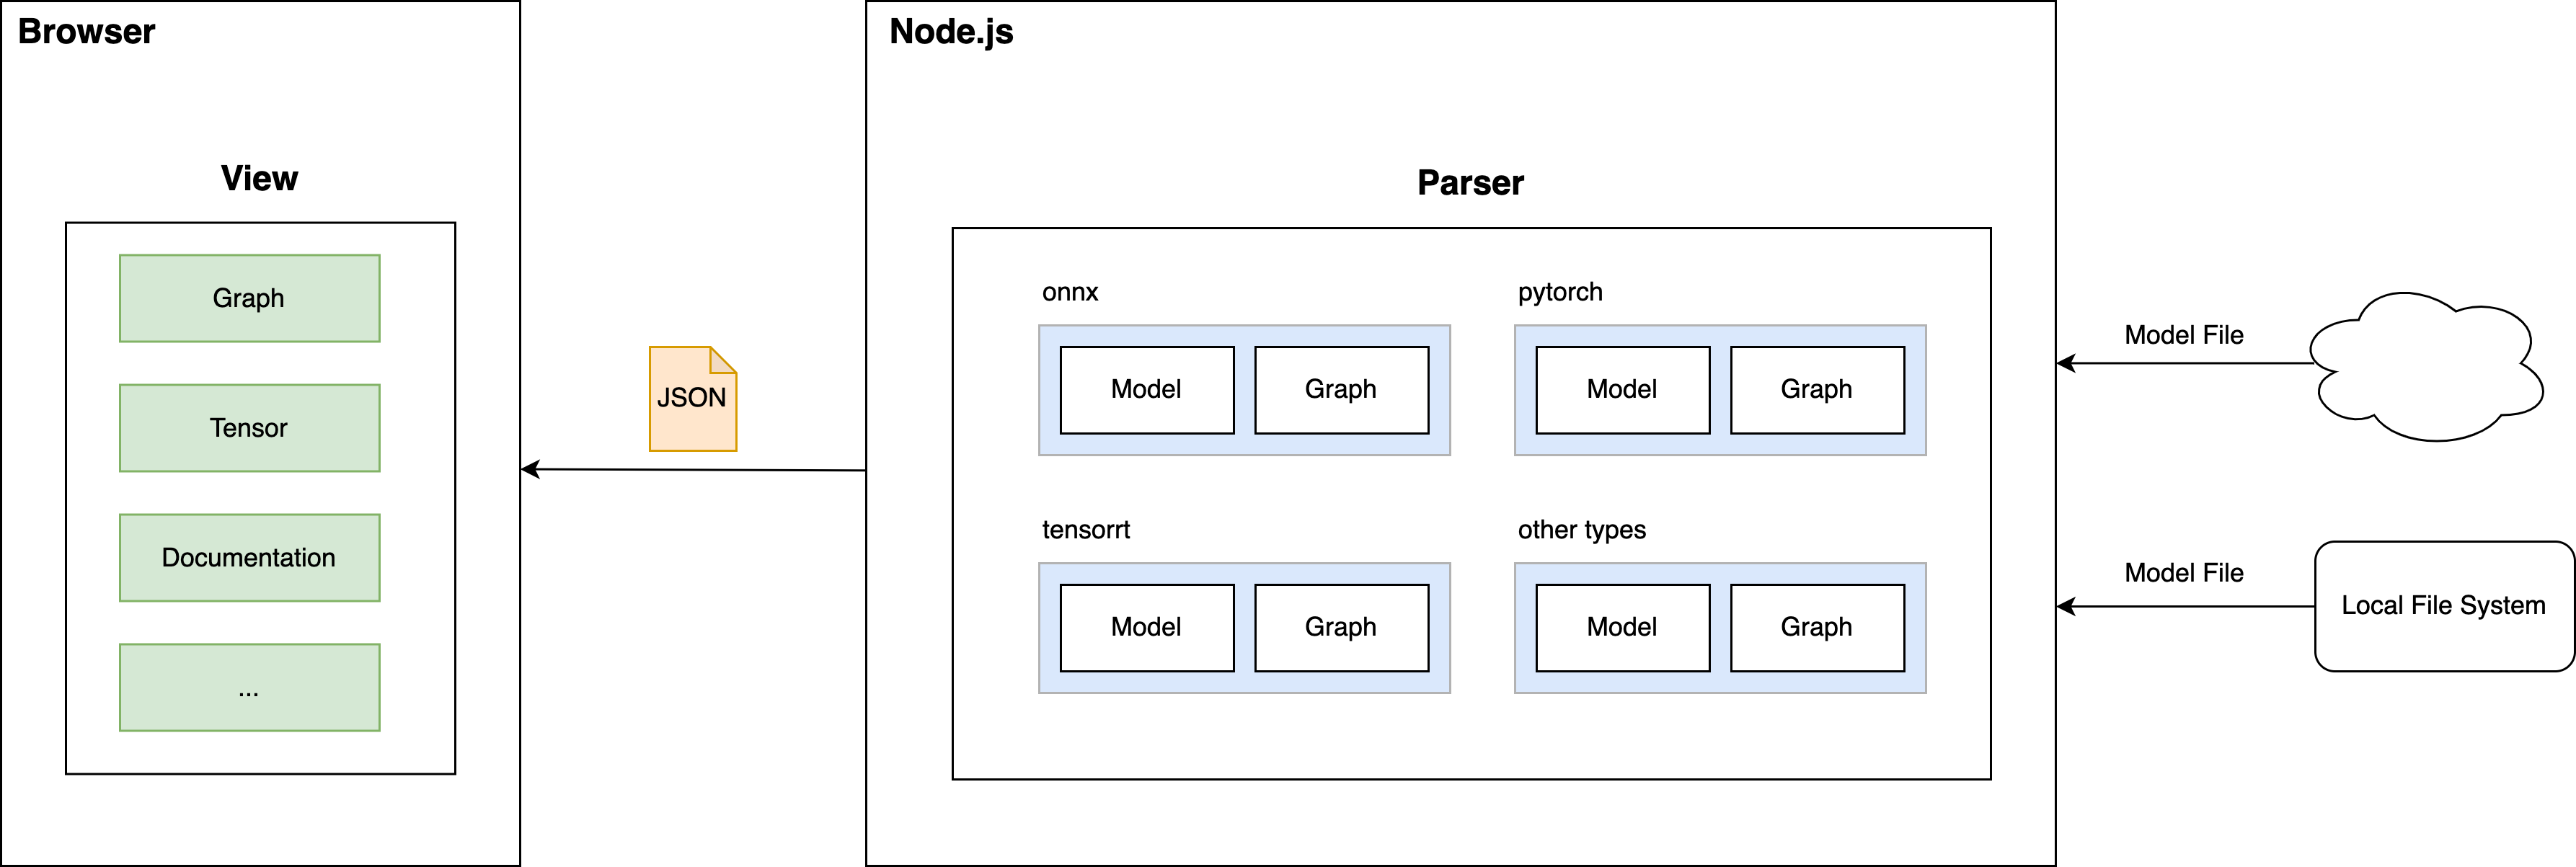 Browser
View
Graph
Tensor
Documentation
...
JSON
Node.js
Parser
onnx
Model
Graph
pytorch
Model
Graph
tensorrt
Model
Graph
other types
Model
Graph
Model File
Model File
Local File System